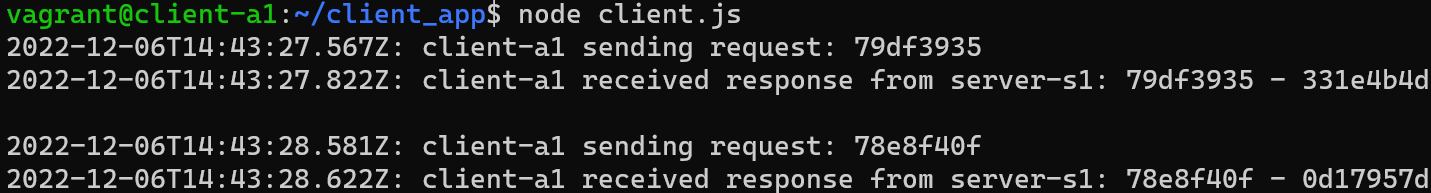 vagrant@client-a1:~/client_app$ node client.js
2022-12-06T14:43:27.567Z: client-a1 sending request: 79df3935
2022-12-06T14:43:27.822Z: client-a1 received response from server-s1: 79df3935 - 331e4b4d
2022-12-06T14:43:28.581Z: client-a1 sending request: 78e8f40f
2022-12-06T14:43:28.622Z: client-a1 received response from server-s1: 78e8f40f - 0d17957d